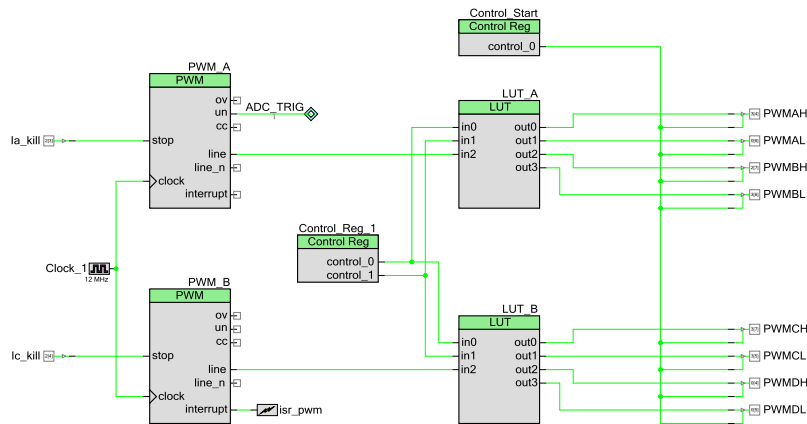 Control_Start
Control Reg
control_0
PWM_A
PWM
ov
un
cc
stop
line
line_n
clock
interrupt
ADC_TRIG
Ia_kill
LUT_A
LUT
in0 out0
in1 out1
in2 out2
out3
PWMAH
PWMAL
PWMBH
PWMBL
Control_Reg_1
Control Reg
control_0
control_1
Clock_1
12 MHz
PWM_B
PWM
ov
un
cc
stop
line
line_n
clock
interrupt
isr_pwm
Ic_kill
LUT_B
LUT
in0 out0
in1 out1
in2 out2
out3
PWMCH
PWMCL
PWMDH
PWMDL